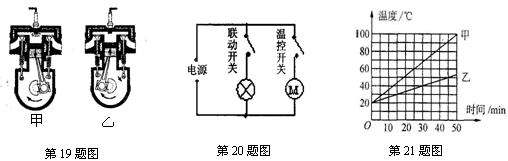 甲
乙
第19题图
电源
联动开关
温控开关
M
第20题图
温度/℃
100
80
60
40
20
O
10 20 30 40 50
甲
乙
时间/min
第21题图